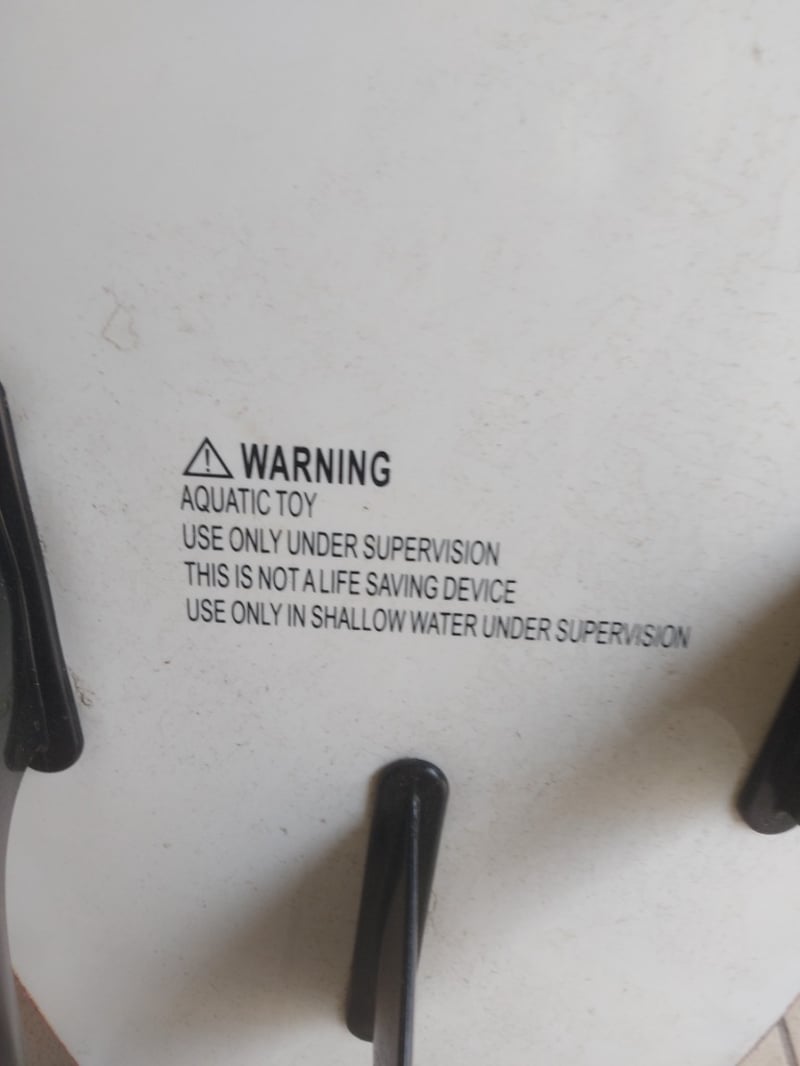 WARNING
AQUATIC TOY
USE ONLY UNDER SUPERVISION
THIS IS NOT A LIFE SAVING DEVICE
USE ONLY IN SHALLOW WATER UNDER SUPERVISION